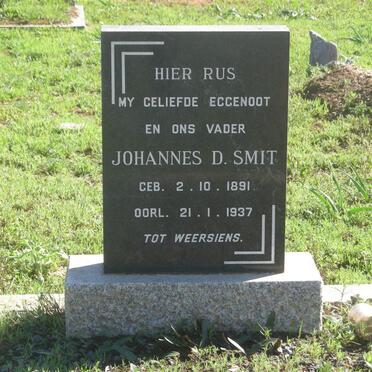 HIER RUS
MY GELIEFDE EGGENOOT
EN ONS VADER
JOHANNES D. SMIT
GEB. 2 . 10 . 1891
OORL. 21 . 1 . 1937
TOT WEERSIENS.